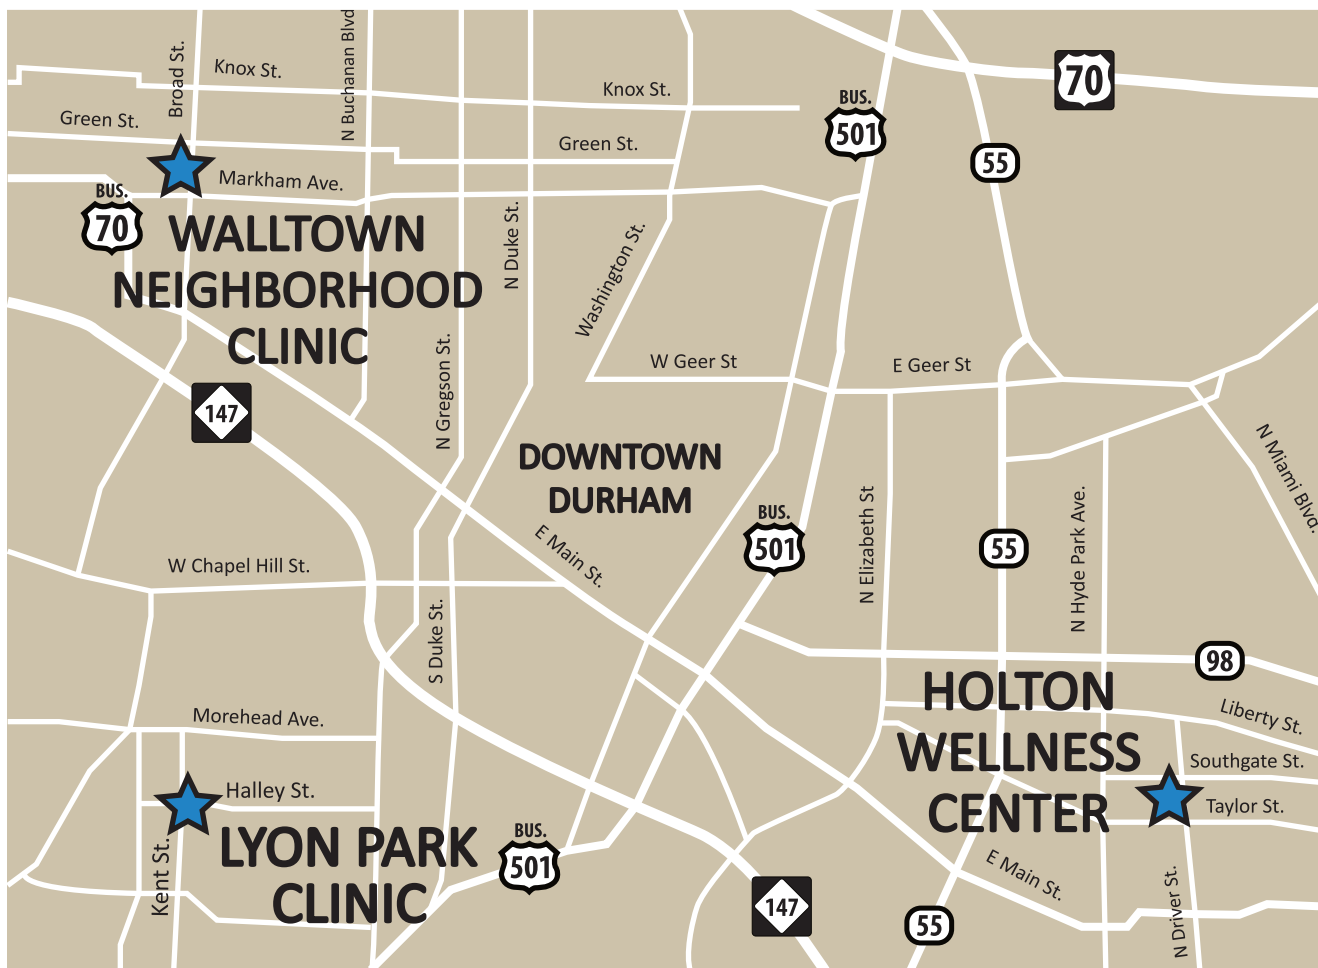 Broad St.
Knox St.
N Buchanan Blvd
Knox St.
70
BUS.
501
Green St.
Green St.
55
Markham Ave.
BUS.
70
WALLTOWN
NEIGHBORHOOD
CLINIC
N Duke St.
Washington St.
W Geer St
E Geer St
N Gregson St.
147
DOWNTOWN
DURHAM
N Miami Blvd.
BUS.
501
N Elizabeth St
55
N Hyde Park Ave.
E Main St.
W Chapel Hill St.
S Duke St.
98
HOLTON
WELLNESS
CENTER
Liberty St.
Southgate St.
Taylor St.
Morehead Ave.
Halley St.
LYON PARK
CLINIC
Kent St.
BUS.
501
147
55
E Main St.
N Driver St.